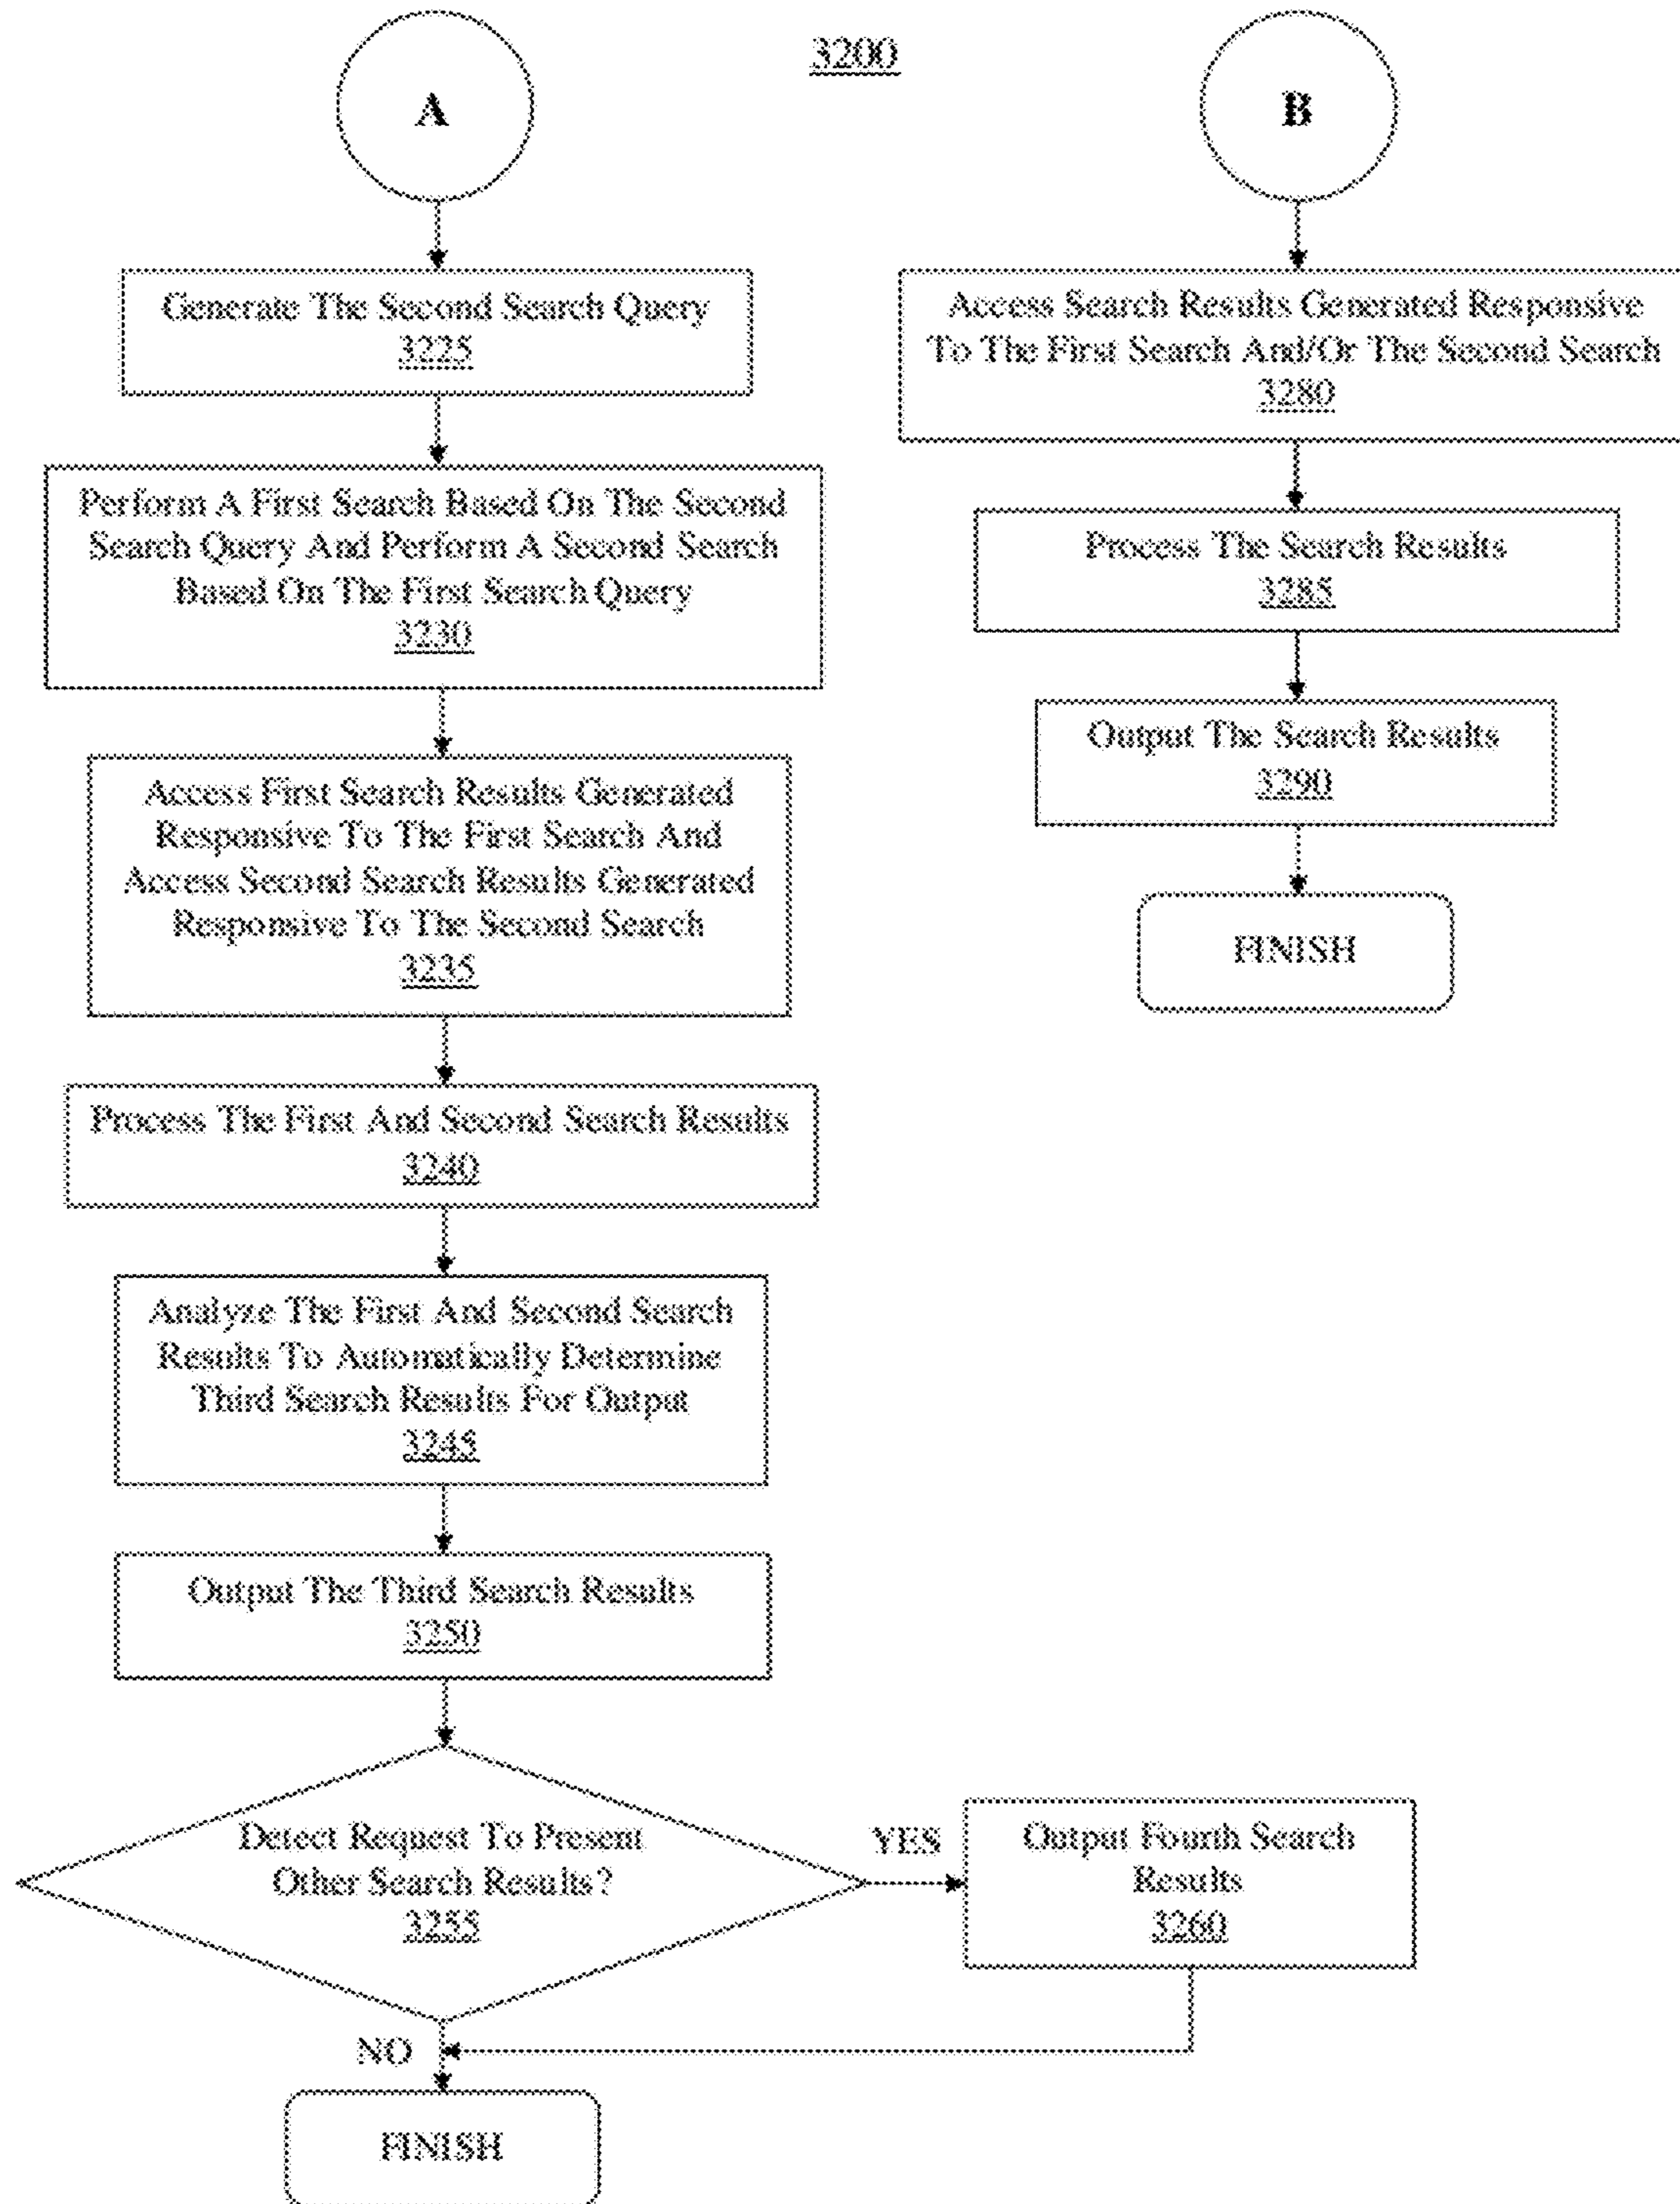 3200
A
Generate The Second Search Query
3225
Perform A First Search Based On The Second
Search Query And Perform A Second Search
Based On The First Search Query
3230
Access First Search Results Generated
Responsive To The First Search And
Access Second Search Results Generated
Responsive To The Second Search
3235
Process The First And Second Search Results
3240
Analyze The First And Second Search
Results To Automatically Determine
Third Search Results For Output
3245
Output The Third Search Results
3250
Detect Request To Present
Other Search Results?
3255
YES
Output Fourth Search
Results
3260
NO
FINISH
B
Access Search Results Generated Responsive
To The First Search And/Or The Second Search
3280
Process The Search Results
3285
Output The Search Results
3290
FINISH